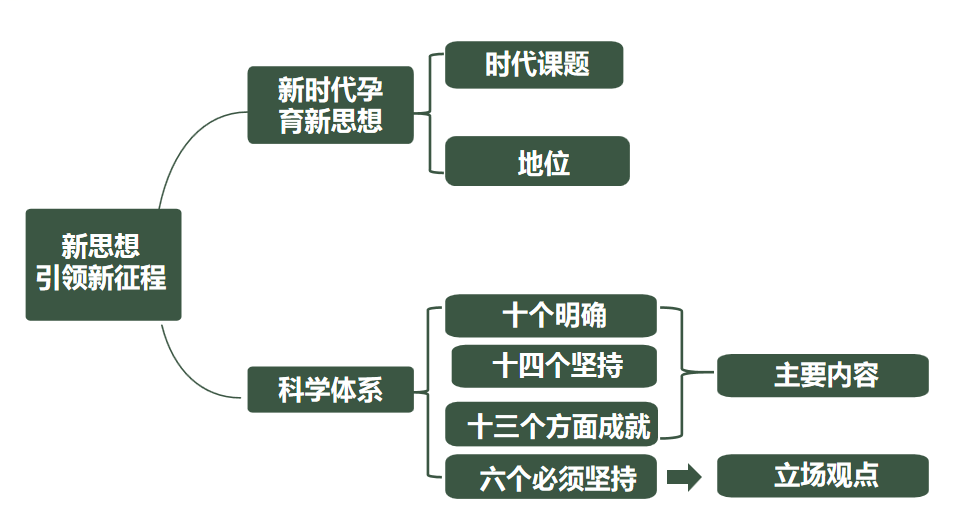 新思想
引领新征程
新时代孕
育新思想
时代课题
地位
科学体系
十个明确
十四个坚持
十三个方面成就
六个必须坚持
主要内容
立场观点